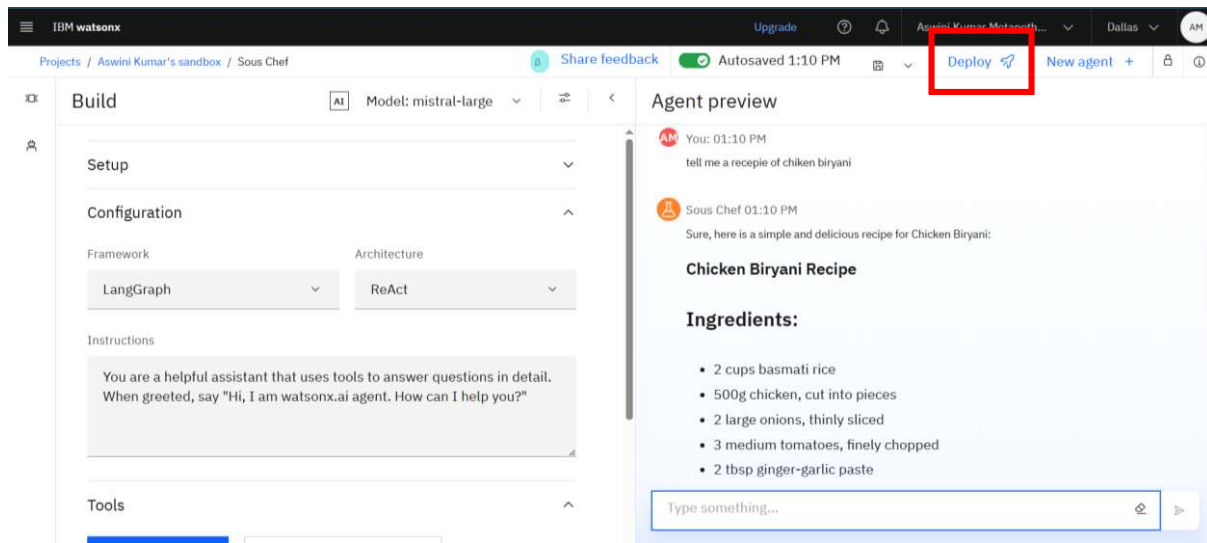 IBM watsonx
Upgrade
Dallas
AM
Projects / Aswini Kumar's sandbox / Sous Chef
β
Share feedback
Autosaved 1:10 PM
Deploy
New agent +
Build
AI
Model: mistral-large
Agent preview
Setup
Configuration
Framework
Architecture
LangGraph
ReAct
Instructions
You are a helpful assistant that uses tools to answer questions in detail.
When greeted, say "Hi, I am watsonx.ai agent. How can I help you?"
Tools
AM
You: 01:10 PM
tell me a recepie of chiken biryani
Sous Chef 01:10 PM
Sure, here is a simple and delicious recipe for Chicken Biryani:
Chicken Biryani Recipe
Ingredients:
• 2 cups basmati rice
• 500g chicken, cut into pieces
• 2 large onions, thinly sliced
• 3 medium tomatoes, finely chopped
• 2 tbsp ginger-garlic paste
Type something...